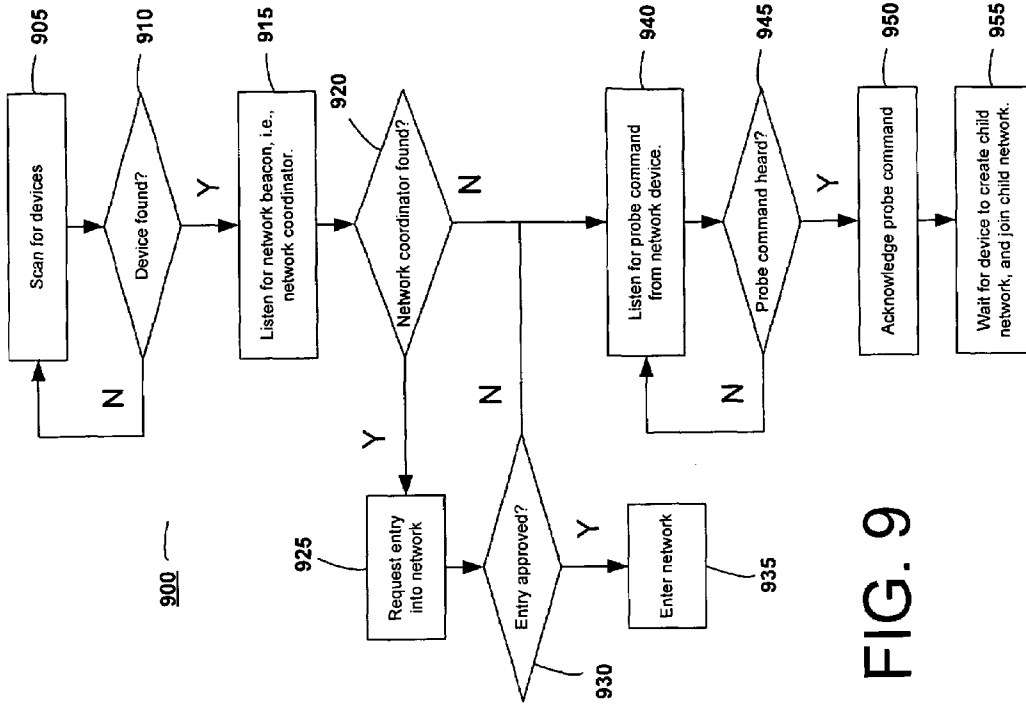 905
Scan for devices
910
Device found?
N
Y
915
Listen for network beacon, i.e.,
network coordinator.
920
Network coordinator found?
Y
N
900
925
Request entry
into network
930
Entry approved?
N
Y
935
Enter network
940
Listen for probe command
from network device.
945
Probe command heard?
N
Y
950
Acknowledge probe command
955
Wait for device to create child
network, and join child network.
FIG. 9